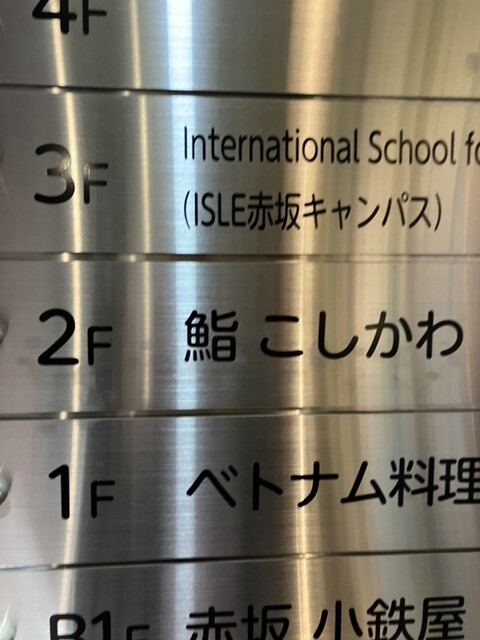 4F
3F International School fo
(ISLE赤坂キャンパス)
2F 鮨 こしかわ
1F ベトナム料理
B1F 赤坂 小鉄屋